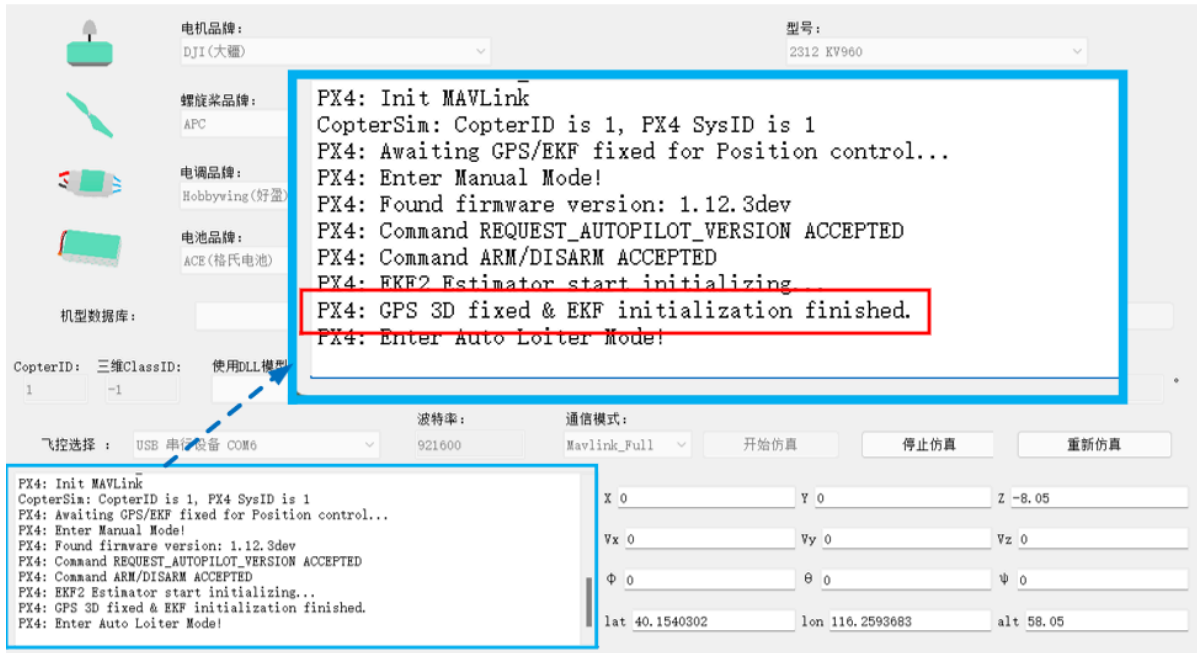 电机品牌：
型号：
DJI(大疆)
2312 KV960
螺旋桨品牌：
APC
电调品牌：
Hobbywing(好盈)
电池品牌：
ACE(格氏电池)
机型数据库：
PX4: Init MAVLink
CopterSim: CopterID is 1, PX4 SysID is 1
PX4: Awaiting GPS/EKF fixed for Position control...
PX4: Enter Manual Mode!
PX4: Found firmware version: 1.12.3dev
PX4: Command REQUEST_AUTOPILOT_VERSION ACCEPTED
PX4: Command ARM/DISARM ACCEPTED
PX4: EKF2 Estimator start initializing...
PX4: GPS 3D fixed & EKF initialization finished.
PX4: Enter Auto Loiter Mode!
CopterID: 三维ClassID: 使用DLL模型
1 -1 °
波特率： 通信模式：
飞控选择 ： USB 串行设备 COM6 921600 Mavlink_Full 开始仿真 停止仿真 重新仿真
PX4: Init MAVLink
CopterSim: CopterID is 1, PX4 SysID is 1
PX4: Awaiting GPS/EKF fixed for Position control...
PX4: Enter Manual Mode!
PX4: Found firmware version: 1.12.3dev
PX4: Command REQUEST_AUTOPILOT_VERSION ACCEPTED
PX4: Command ARM/DISARM ACCEPTED
PX4: EKF2 Estimator start initializing...
PX4: GPS 3D fixed & EKF initialization finished.
PX4: Enter Auto Loiter Mode!
X 0 Y 0 Z -8.05
Vx 0 Vy 0 Vz 0
Φ 0 θ 0 ψ 0
lat 40.1540302 lon 116.2593683 alt 58.05